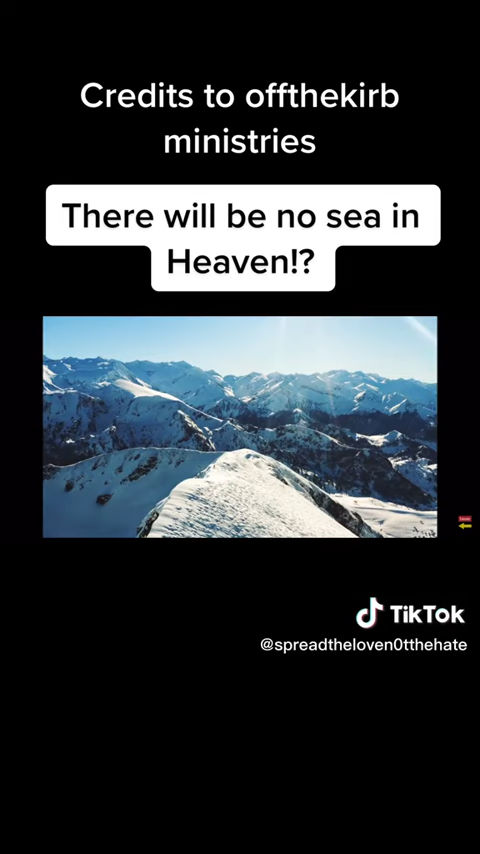 Credits to offthekirb
ministries
There will be no sea in
Heaven!?
TikTok
@spreadtheloven0tthehate